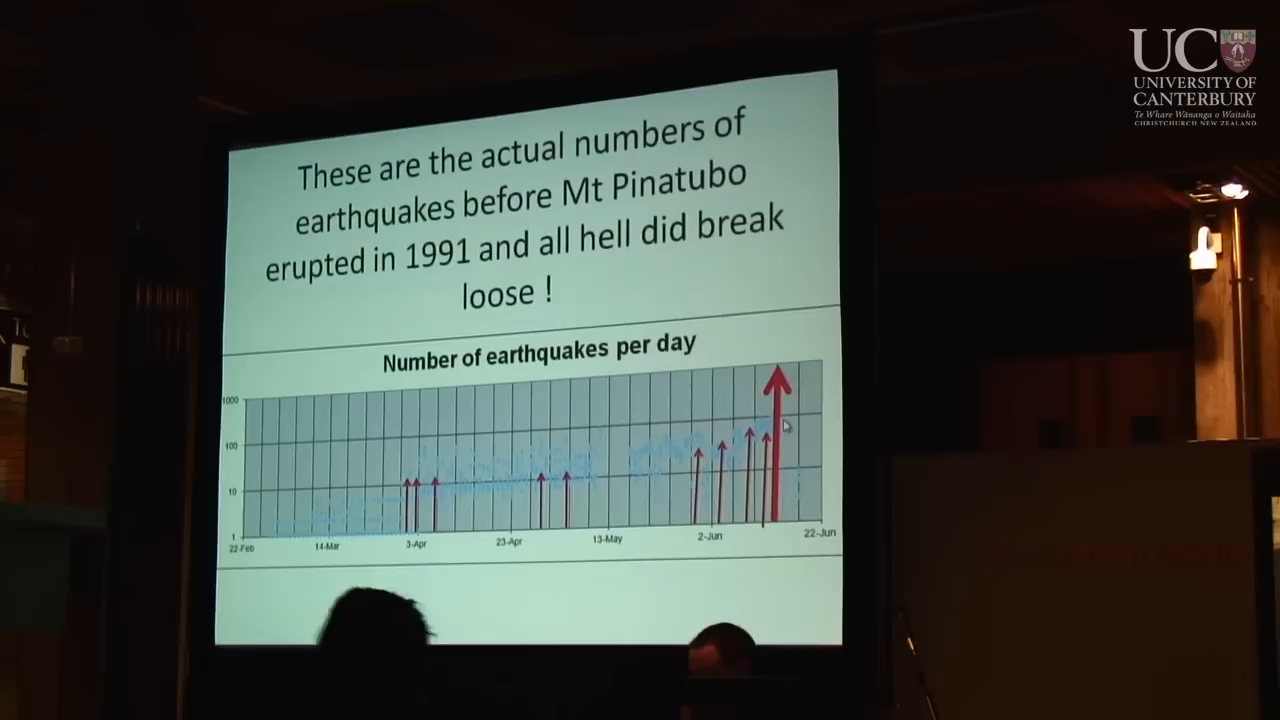 UC
UNIVERSITY OF
CANTERBURY
Te Whare Wānanga o Waitaha
CHRISTCHURCH NEW ZEALAND
These are the actual numbers of
earthquakes before Mt Pinatubo
erupted in 1991 and all hell did break
loose !
Number of earthquakes per day
1000
100
10
1
22-Feb 14-Mar 3-Apr 23-Apr 13-May 2-Jun 22-Jun